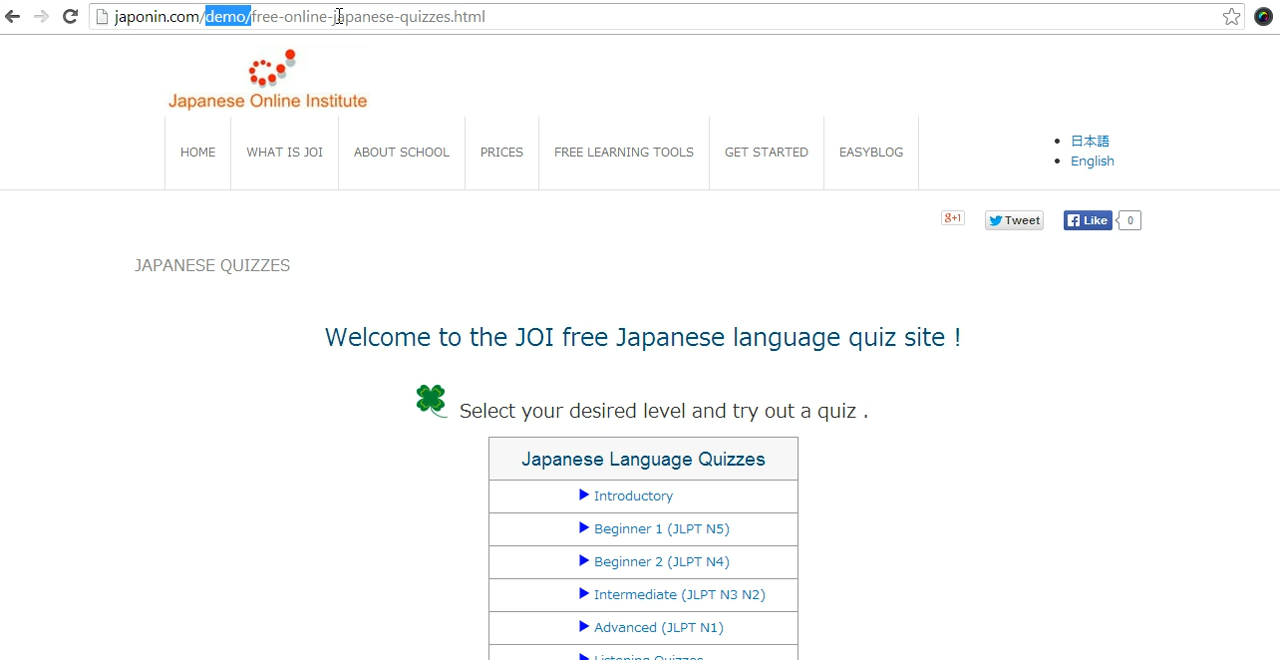 japonin.com/demo/free-online-japanese-quizzes.html
Japanese Online Institute
HOME WHAT IS JOI ABOUT SCHOOL PRICES FREE LEARNING TOOLS GET STARTED EASYBLOG
日本語
English
g+1 Tweet Like 0
JAPANESE QUIZZES
Welcome to the JOI free Japanese language quiz site !
Select your desired level and try out a quiz .
Japanese Language Quizzes
Introductory
Beginner 1 (JLPT N5)
Beginner 2 (JLPT N4)
Intermediate (JLPT N3 N2)
Advanced (JLPT N1)
Listening Quizzes